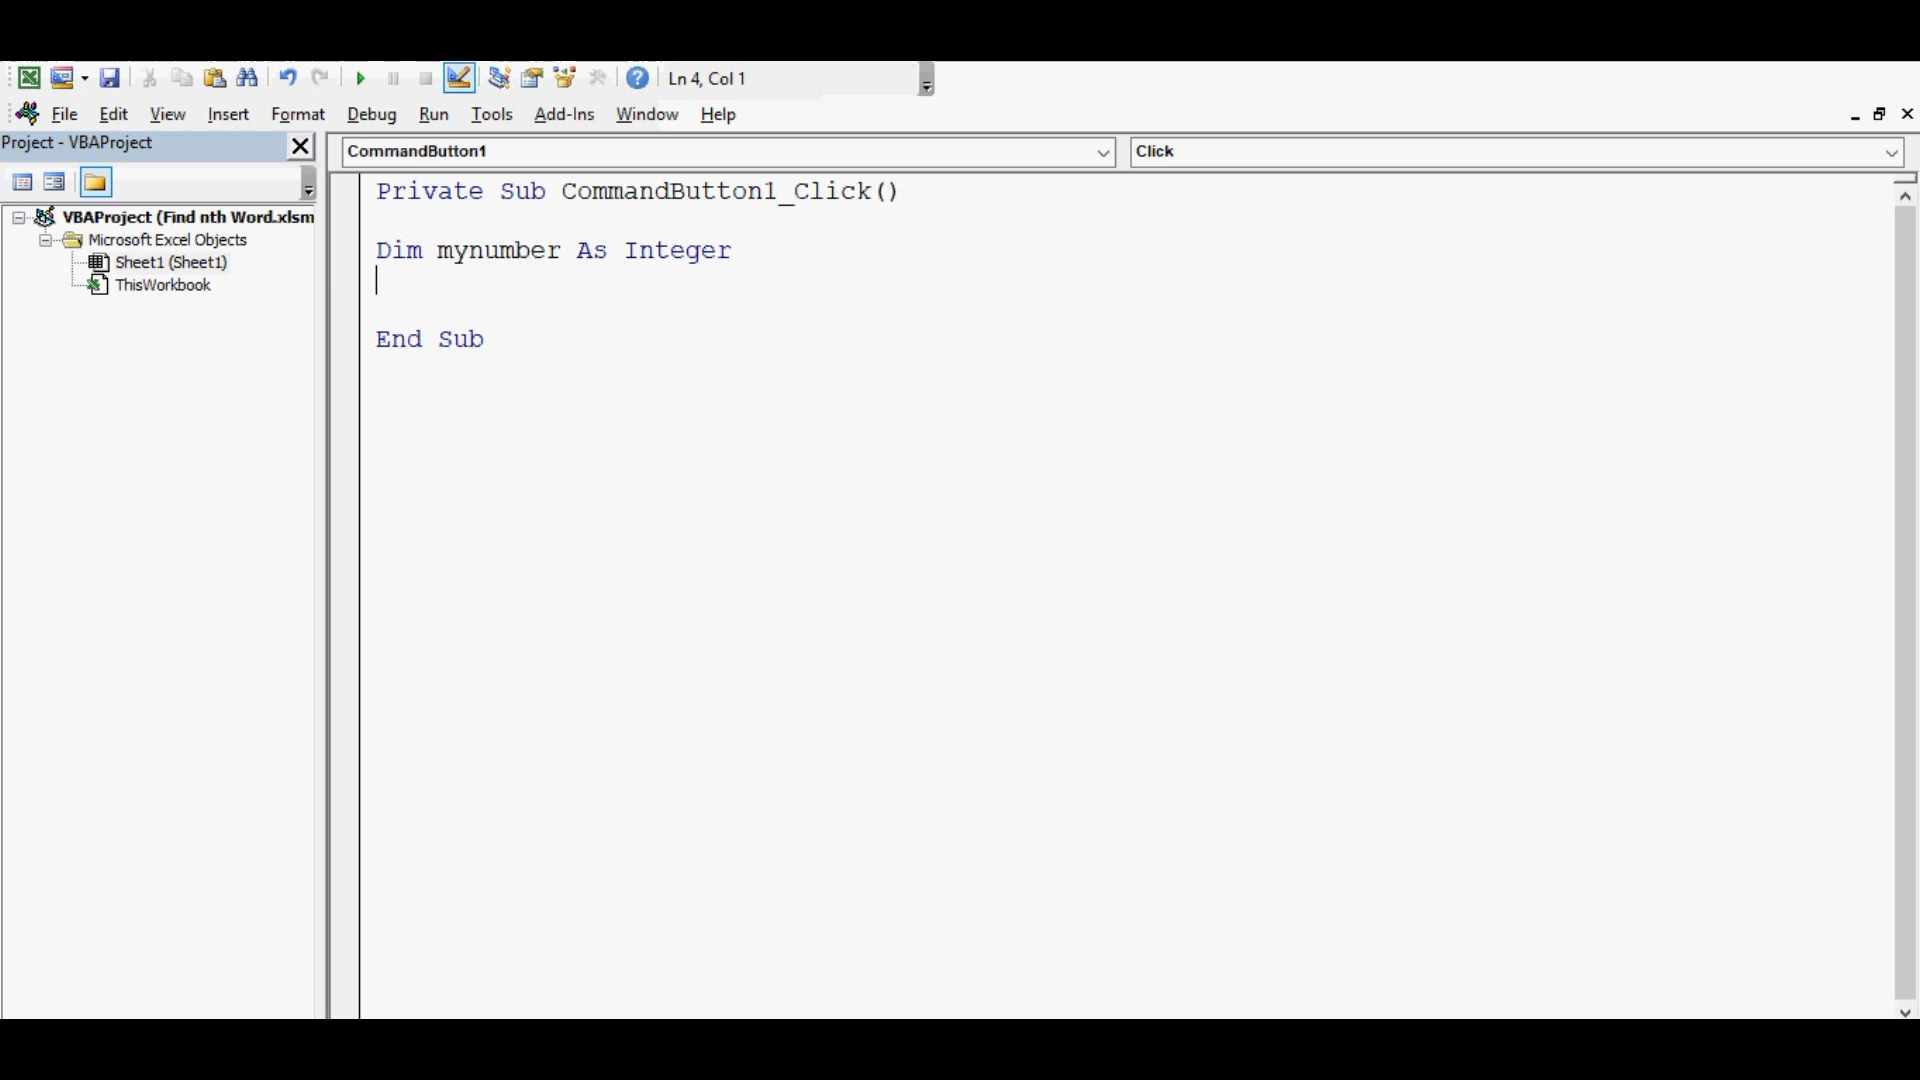 Ln 4, Col 1
File Edit View Insert Format Debug Run Tools Add-Ins Window Help
Project - VBAProject
CommandButton1
Click
VBAProject (Find nth Word.xlsm
Microsoft Excel Objects
Sheet1 (Sheet1)
ThisWorkbook
Private Sub CommandButton1_Click()
Dim mynumber As Integer
End Sub